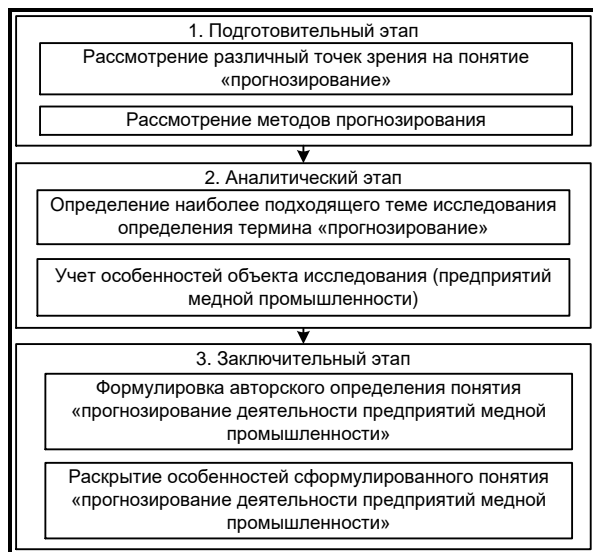 1. Подготовительный этап
Рассмотрение различный точек зрения на понятие
«прогнозирование»
Рассмотрение методов прогнозирования
2. Аналитический этап
Определение наиболее подходящего теме исследования
определения термина «прогнозирование»
Учет особенностей объекта исследования (предприятий
медной промышленности)
3. Заключительный этап
Формулировка авторского определения понятия
«прогнозирование деятельности предприятий медной
промышленности»
Раскрытие особенностей сформулированного понятия
«прогнозирование деятельности предприятий медной
промышленности»